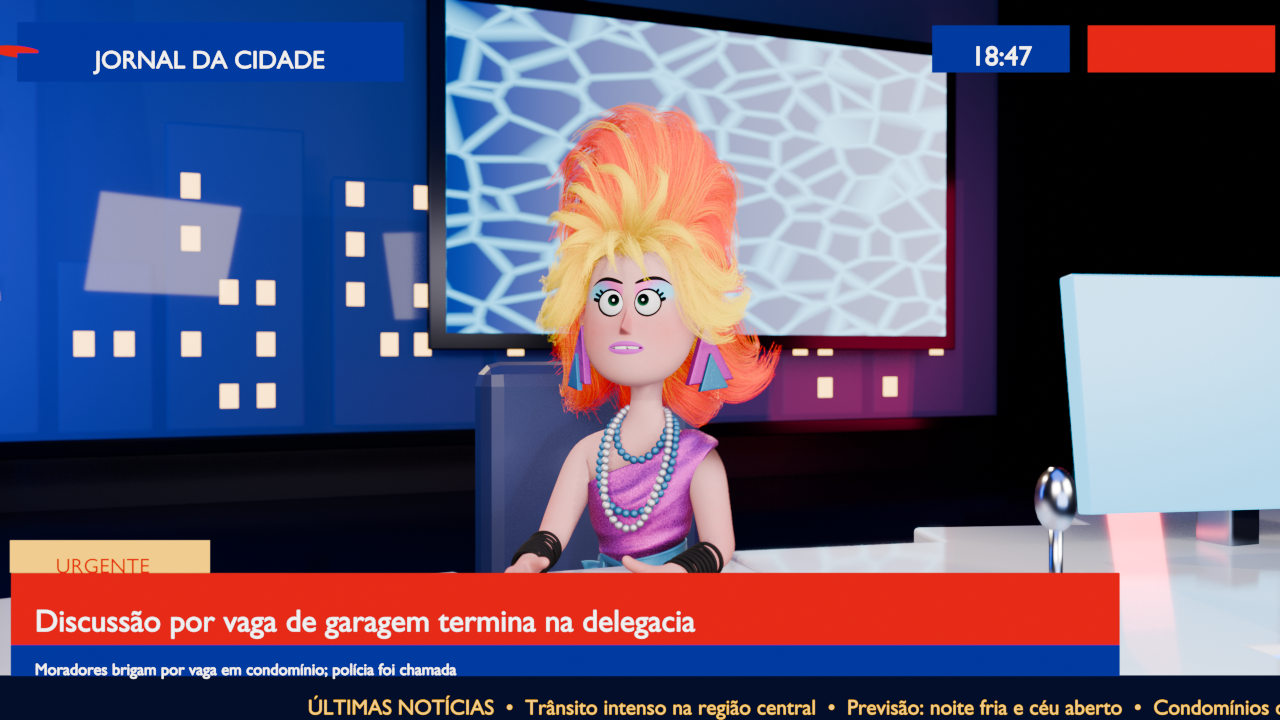 JORNAL DA CIDADE
18:47
URGENTE
Discussão por vaga de garagem termina na delegacia
Moradores brigam por vaga em condomínio; polícia foi chamada
ÚLTIMAS NOTÍCIAS • Trânsito intenso na região central • Previsão: noite fria e céu aberto • Condomínios